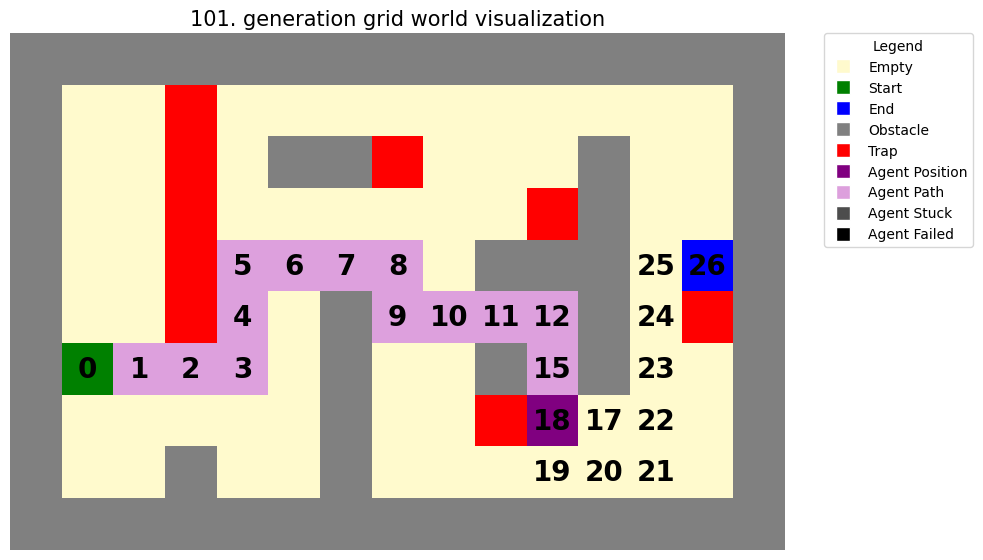 101. generation grid world visualization
Legend
Empty
Start
End
Obstacle
Trap
Agent Position
Agent Path
Agent Stuck
Agent Failed
5 6 7 8 25 26
4 9 10 11 12 24
0 1 2 3 15 23
18 17 22
19 20 21